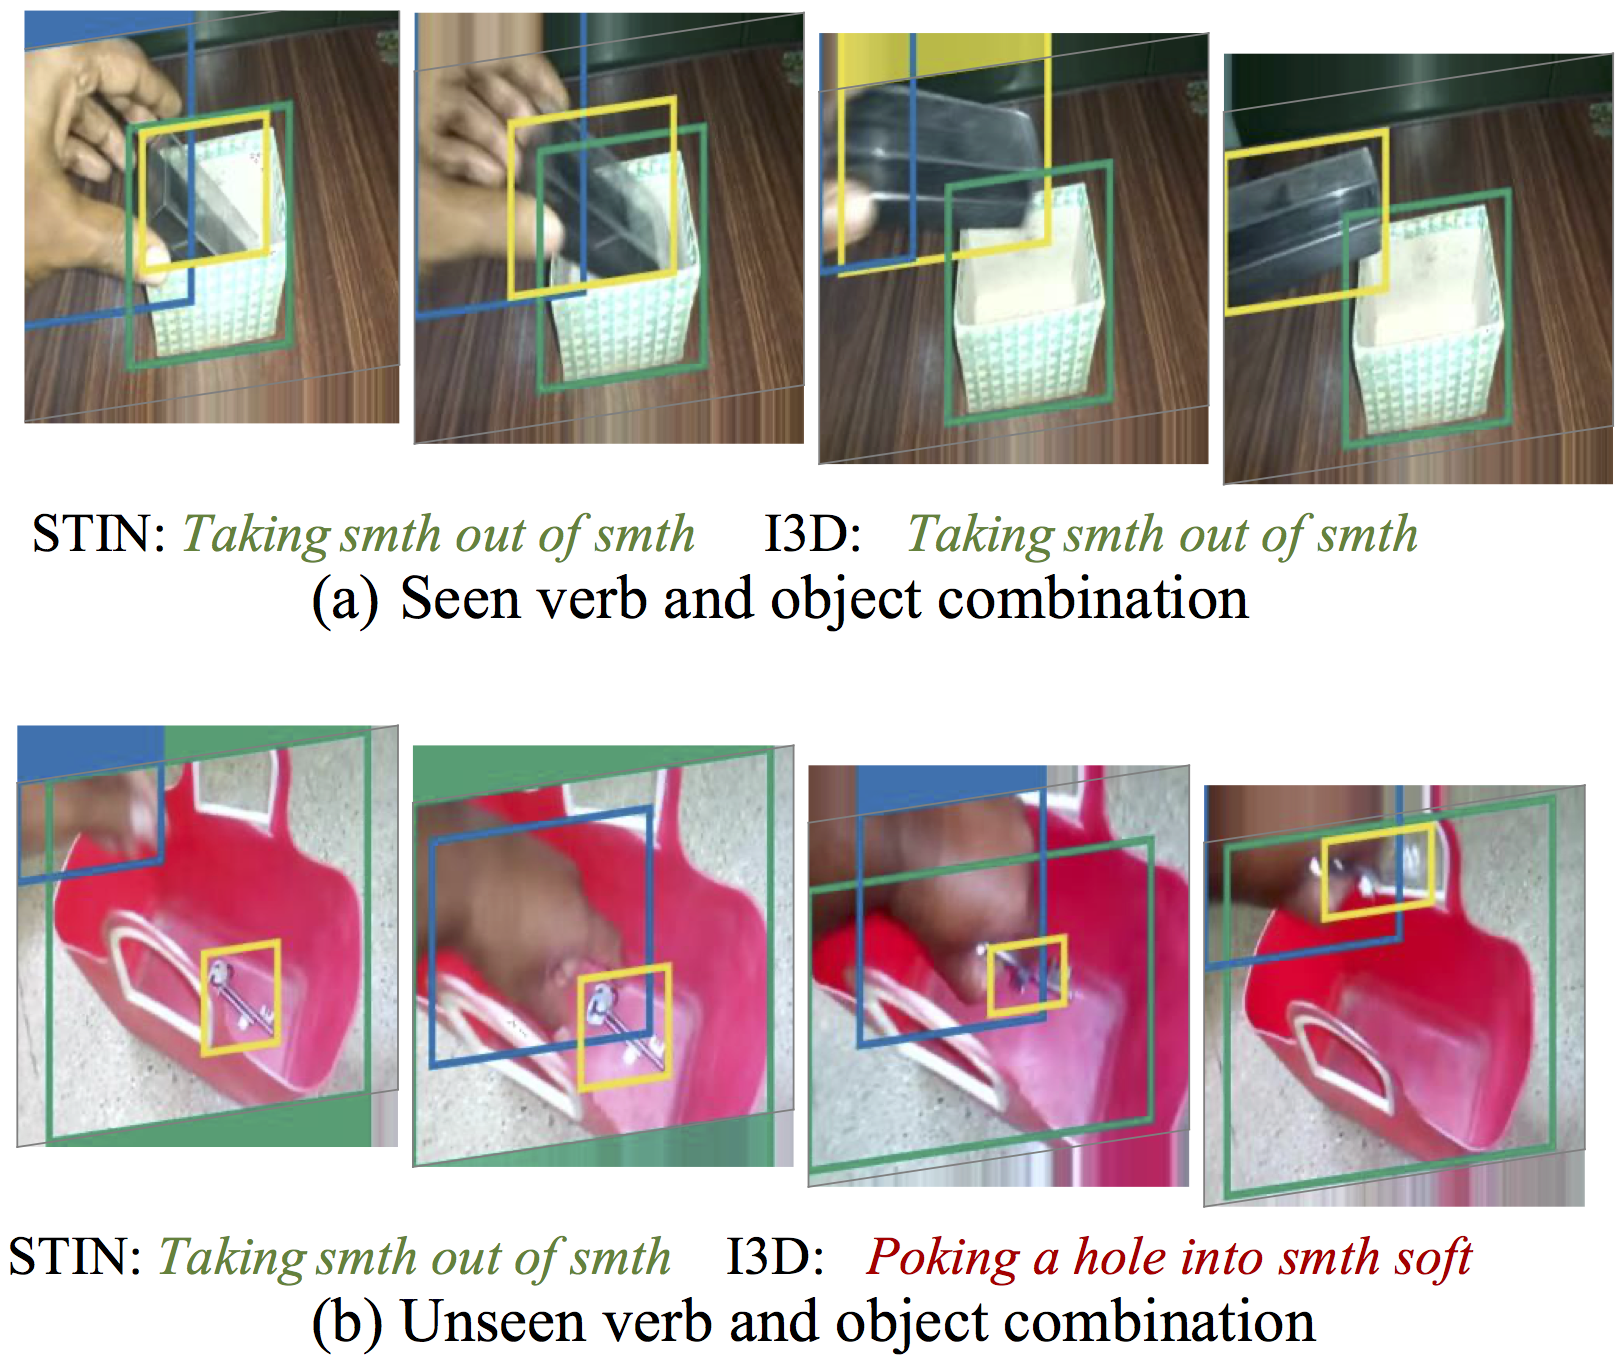 STIN: Taking smth out of smth I3D: Taking smth out of smth
(a) Seen verb and object combination
STIN: Taking smth out of smth I3D: Poking a hole into smth soft
(b) Unseen verb and object combination